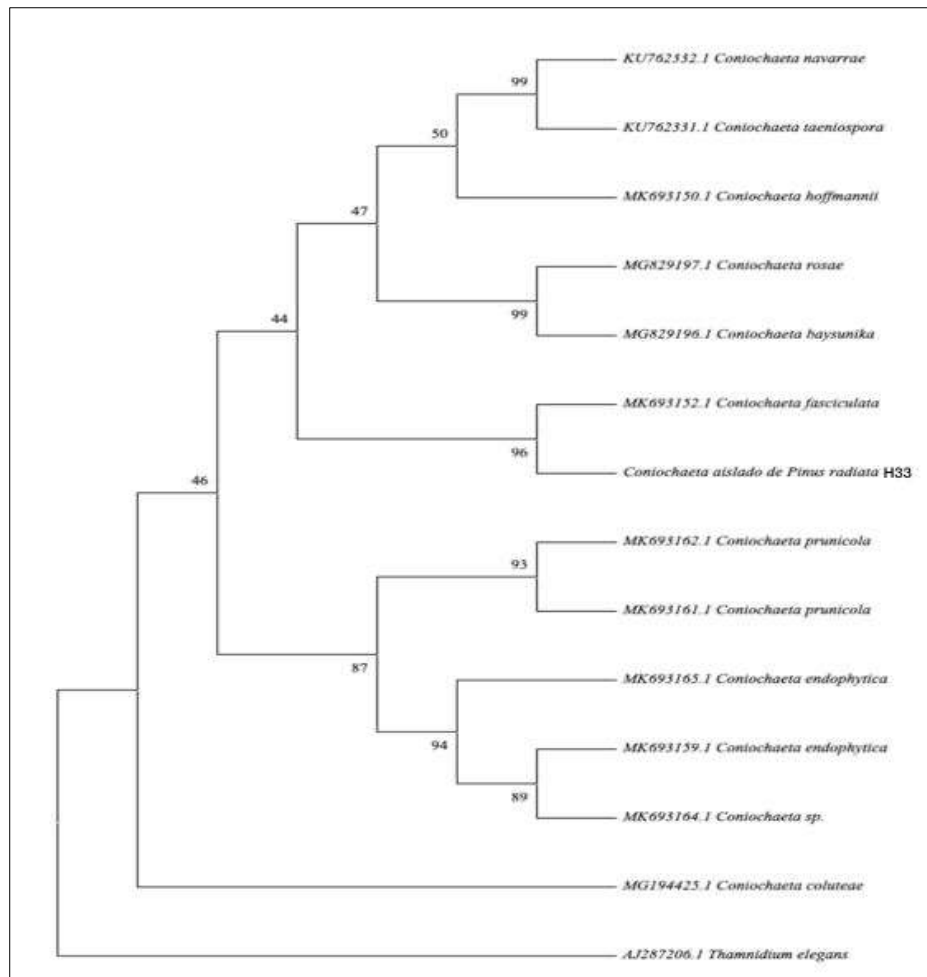 KU762332.1 Coniochaeta navarrae
99
KU762331.1 Coniochaeta taeniospora
50
MK693150.1 Coniochaeta hoffmannii
47
MG829197.1 Coniochaeta rosae
99
MG829196.1 Coniochaeta baysunika
44
MK693152.1 Coniochaeta fasciculata
96
Coniochaeta aislado de Pinus radiata H33
46
MK693162.1 Coniochaeta prunicola
93
MK693161.1 Coniochaeta prunicola
87
MK693165.1 Coniochaeta endophytica
94
MK693159.1 Coniochaeta endophytica
89
MK693164.1 Coniochaeta sp.
MG194425.1 Coniochaeta coluteae
AJ287206.1 Thamnidium elegans